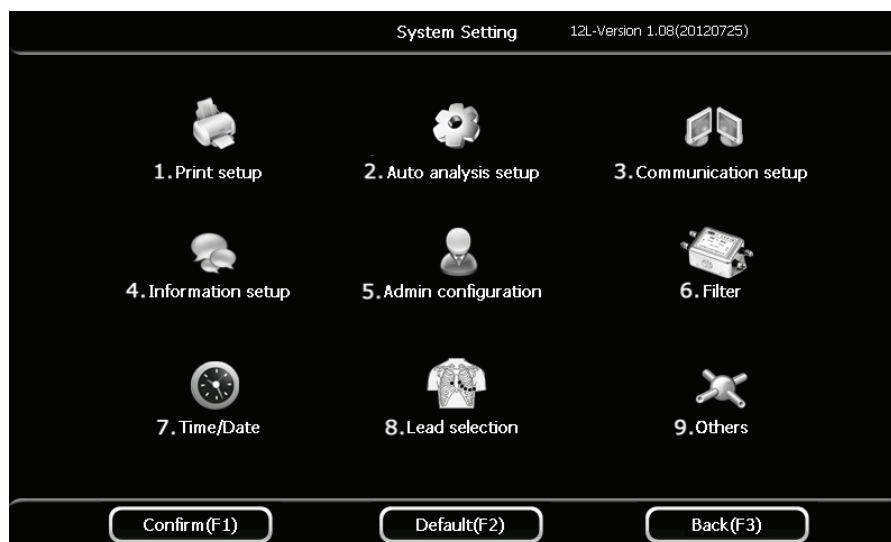 System Setting 12L-Version 1.08(20120725)
1.Print setup 2.Auto analysis setup 3.Communication setup
4.Information setup 5.Admin configuration 6.Filter
7.Time/Date 8.Lead selection 9.Others
Confirm(F1) Default(F2) Back(F3)